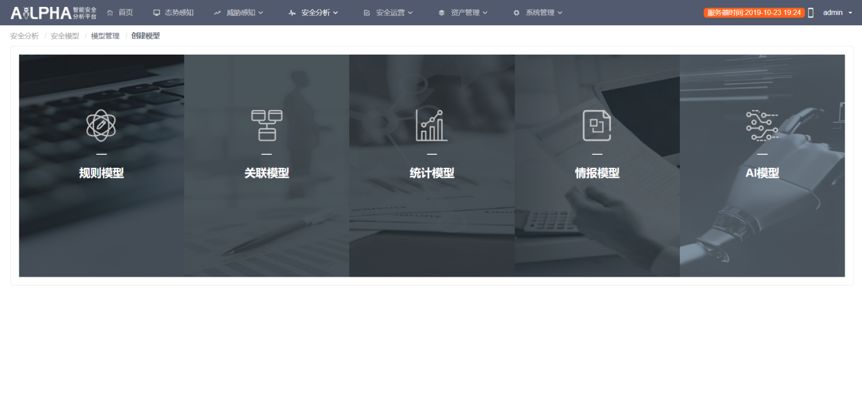 AiLPHA 智能安全
分析平台
首页 态势感知 威胁感知 安全分析 安全运营 资产管理 系统管理 服务器时间:2019-10-23 19:24 admin
安全分析 / 安全模型 / 模型管理 / 创建模型
规则模型 关联模型 统计模型 情报模型 AI模型